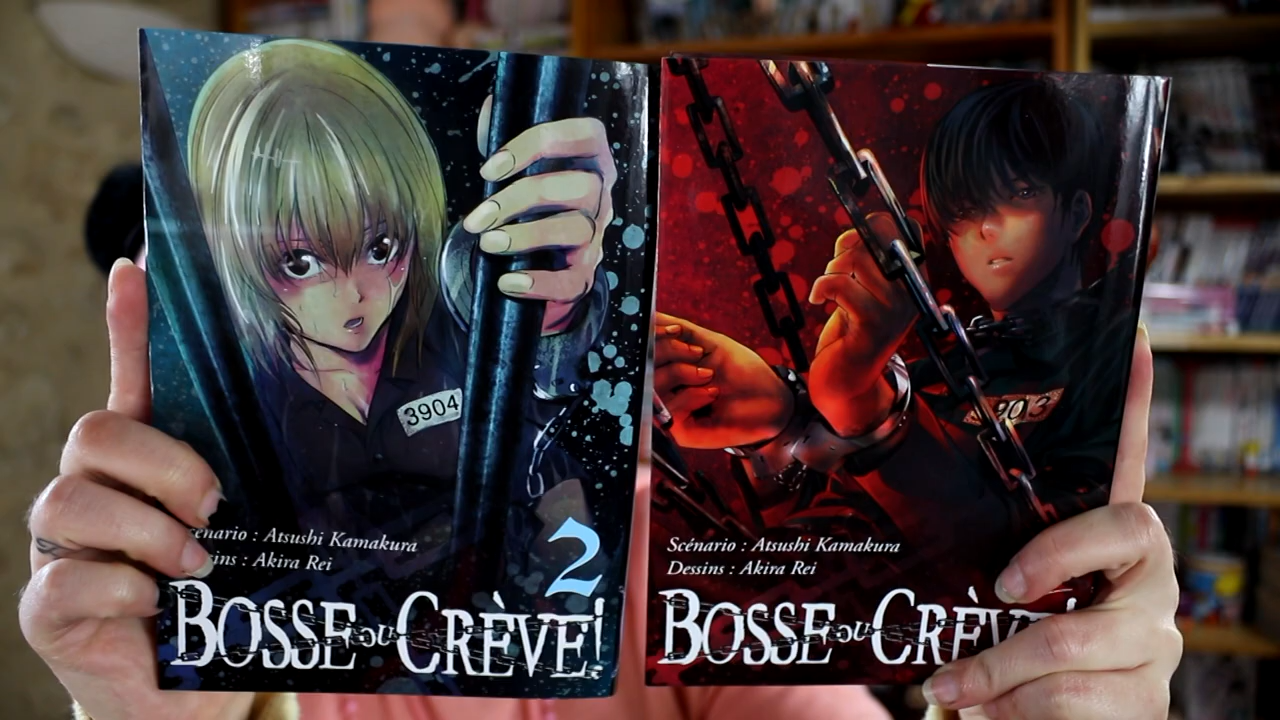 3904
Scénario : Atsushi Kamakura
Dessins : Akira Rei
2
BOSSE OU CRÈVE!
Scénario : Atsushi Kamakura
Dessins : Akira Rei
BOSSE OU CRÈVE!